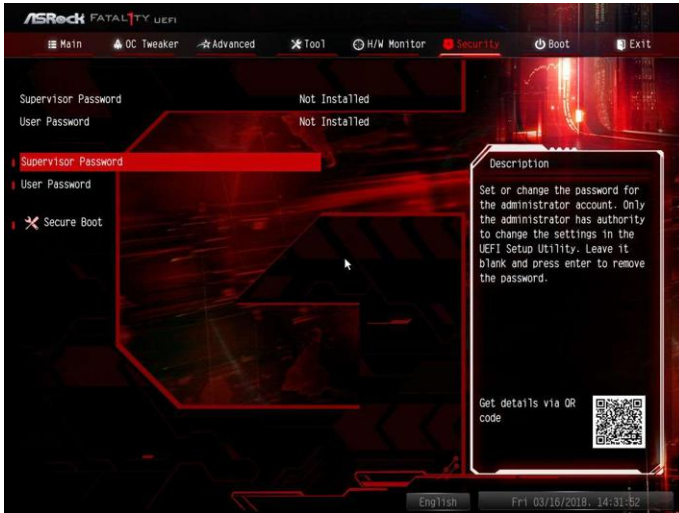 ASRock FATAL1TY UEFI
Main OC Tweaker Advanced Tool H/W Monitor Security Boot Exit
Supervisor Password Not Installed
User Password Not Installed
Supervisor Password
User Password
Secure Boot
Description
Set or change the password for
the administrator account. Only
the administrator has authority
to change the settings in the
UEFI Setup Utility. Leave it
blank and press enter to remove
the password.
Get details via QR
code
English Fri 03/16/2018. 14:31:52